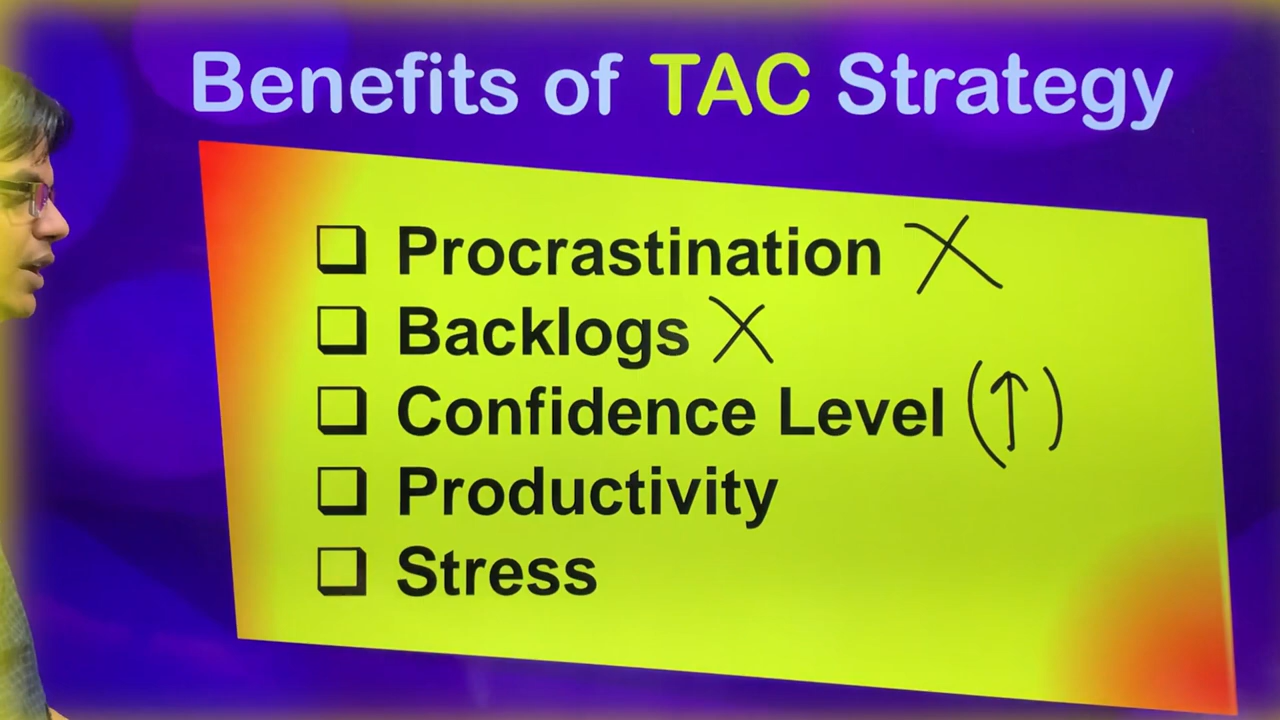 Benefits of TAC Strategy
❑ Procrastination X
❑ Backlogs X
❑ Confidence Level (↑)
❑ Productivity
❑ Stress